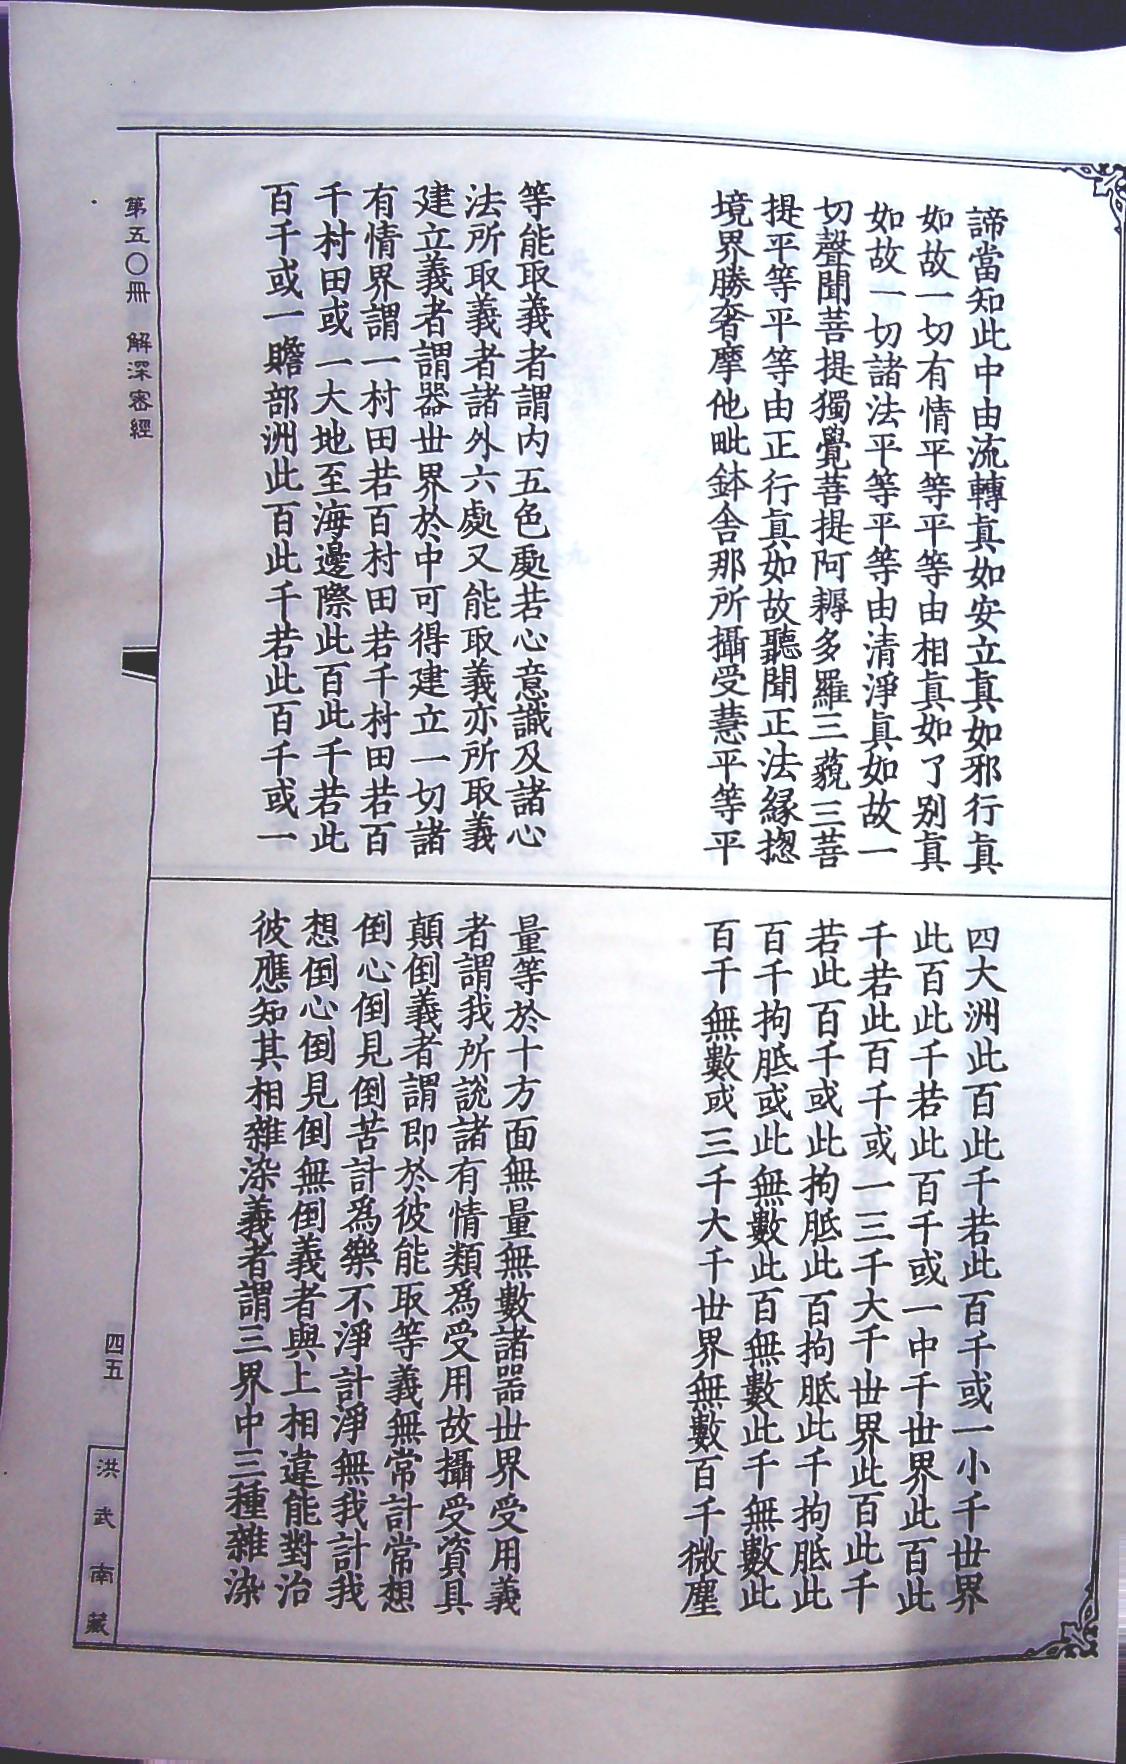 諦當知此中由流轉真如安立真如邪行真
如故一切有情平等平等由相真如了别真
如故一切諸法平等平等由清淨真如故一
切聲聞菩提獨覺菩提阿耨多羅三藐三菩
提平等平等由正行真如故聽聞正法緣揔
境界勝奢摩他毗鉢舍那所攝受慧平等平
等能取義者謂内五色處若心意識及諸心
法所取義者諸外六處又能取義亦所取義
建立義者謂器世界於中可得建立一切諸
有情界謂一村田若百村田若千村田若百
千村田或一大地至海邊際此百此千若此
百千或一贍部洲此百此千若此百千或一
四大洲此百此千若此百千或一小千世界
此百此千若此百千或一中千世界此百此
千若此百千或一三千大千世界此百此千
若此百千或此拘胝此百拘胝此千拘胝此
百千拘胝或此無數此百無數此千無數此
百千無數或三千大千世界無數百千微塵
量等於十方面無量無數諸器世界受用義
者謂我所說諸有情類爲受用故攝受資具
顛倒義者謂即於彼能取等義無常計常想
倒心倒見倒苦計爲樂不淨計淨無我計我
想倒心倒見倒無倒義者與上相違能對治
彼應知其相雜染義者謂三界中三種雜染
第五〇冊 解深密經
四五
洪武南藏